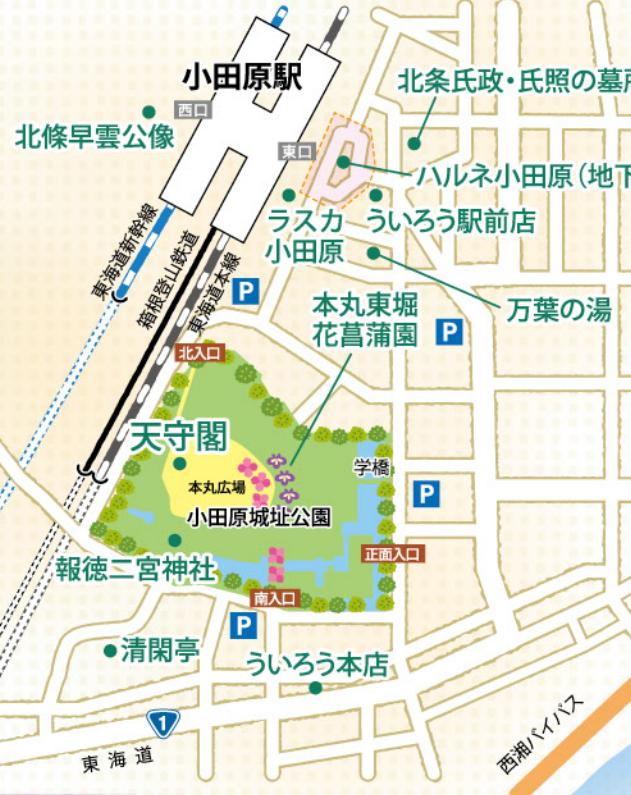 小田原駅
西口
北條早雲公像
北条氏政・氏照の墓所
東口
ハルネ小田原（地下
ラスカ
小田原
ういろう駅前店
東海道新幹線
箱根登山鉄道
東海道本線
P
本丸東堀
花菖蒲園
万葉の湯
P
北入口
天守閣
学橋
本丸広場
P
小田原城址公園
報徳二宮神社
正面入口
南入口
P
清閑亭
ういろう本店
1
東海道
西湘バイパス